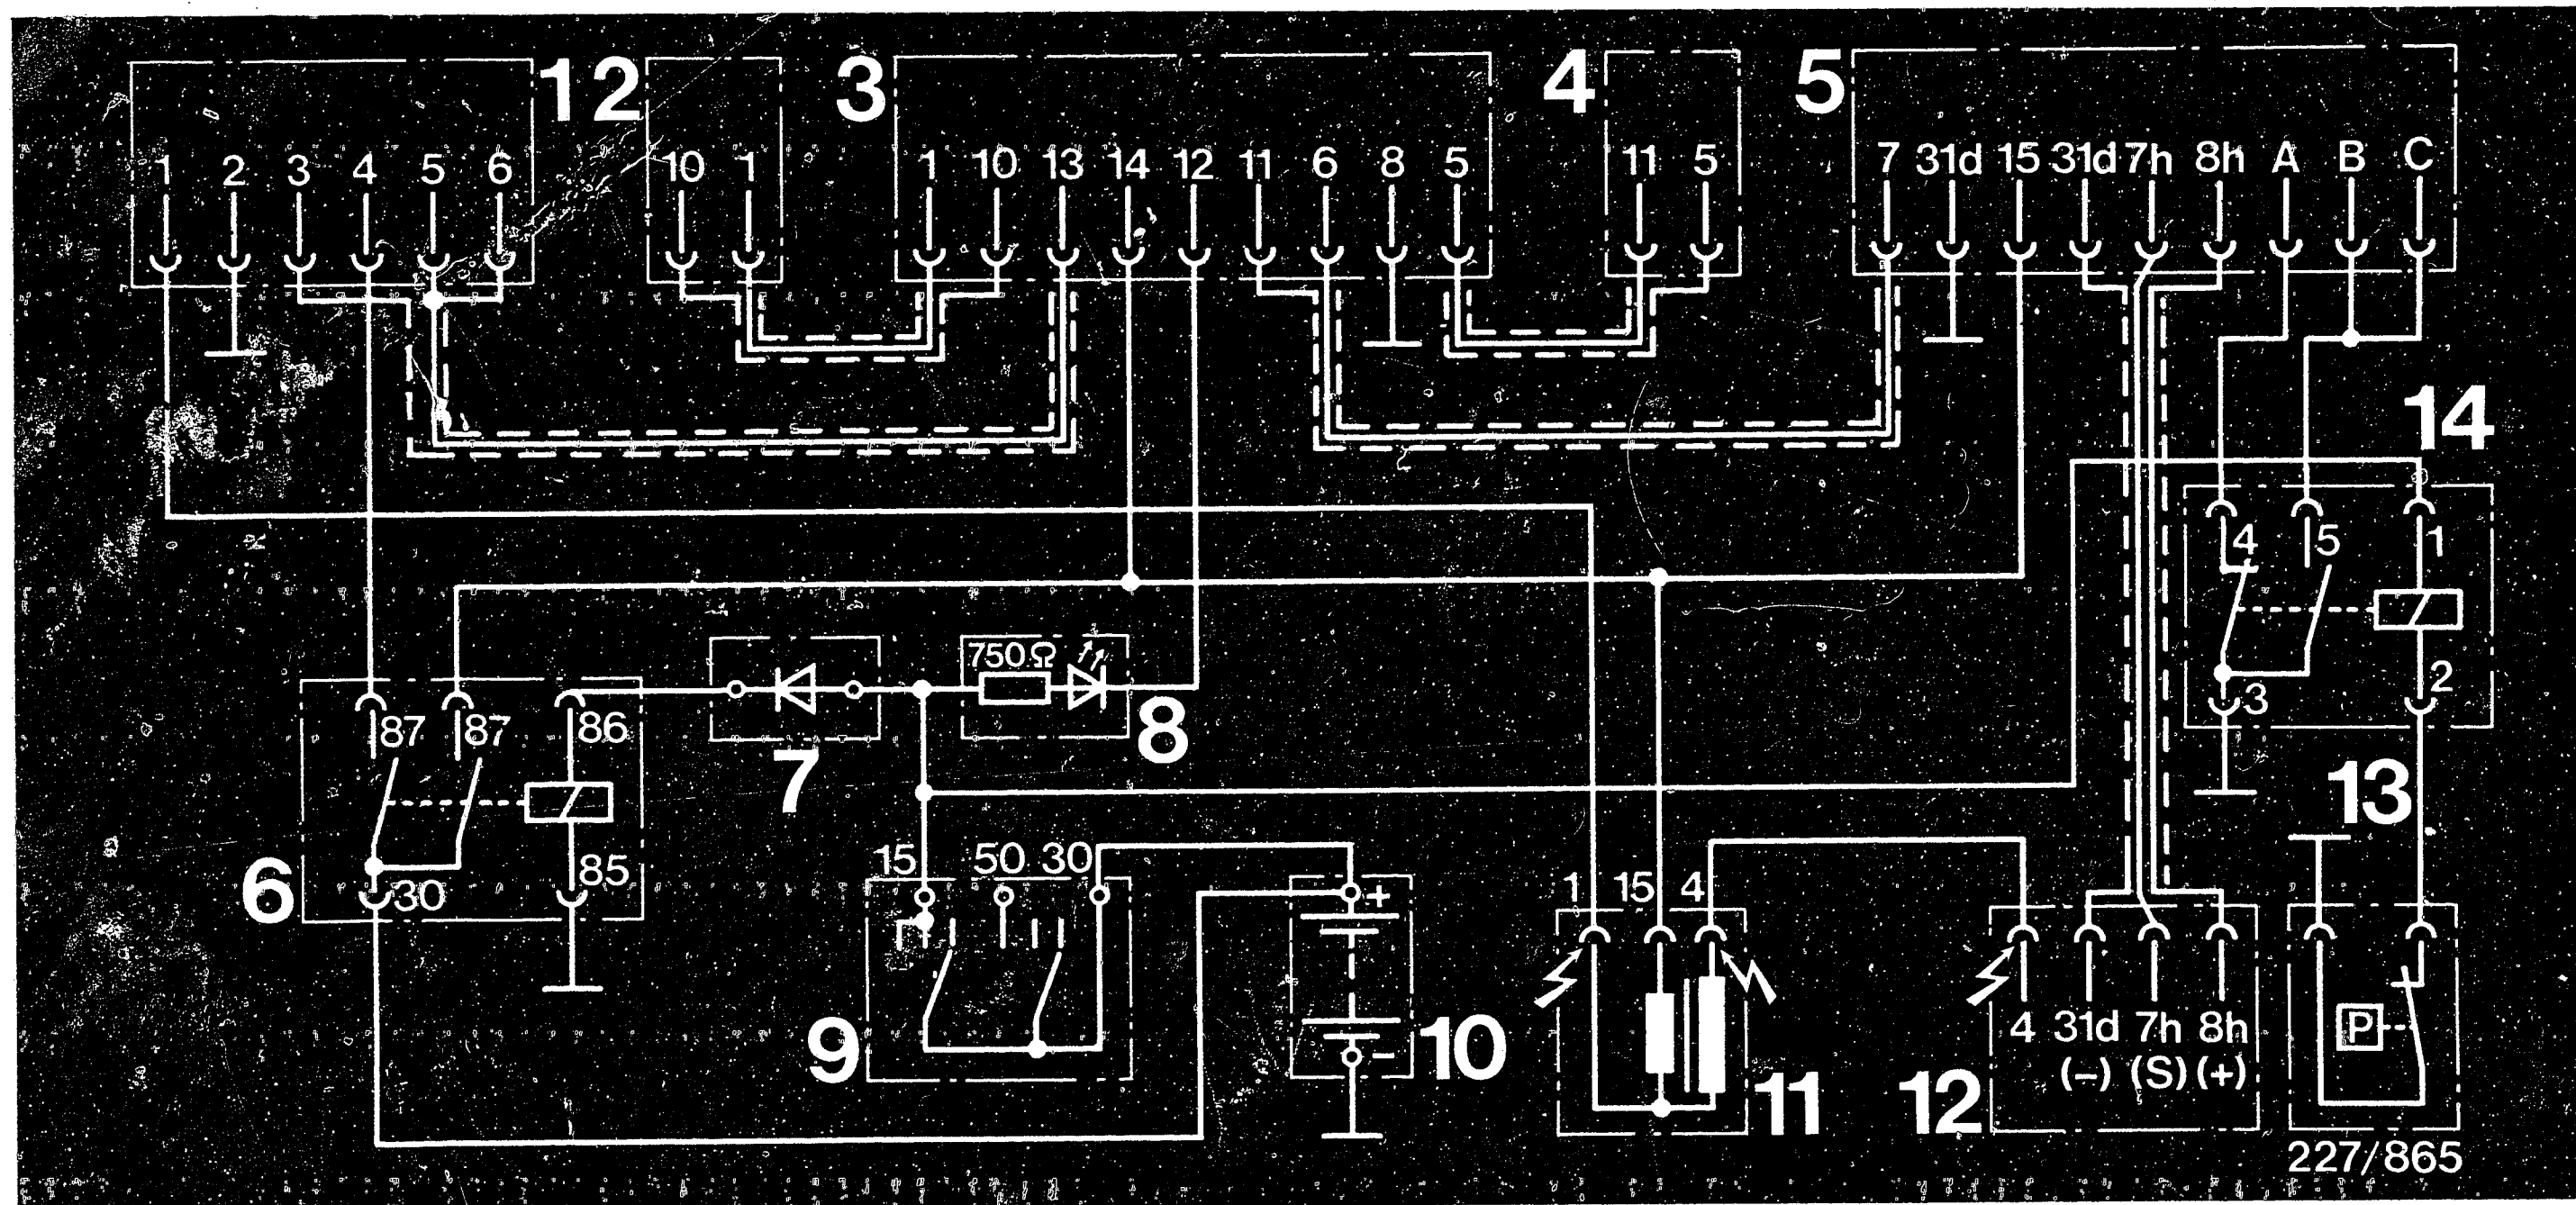 1 2 3 4 5
1 2 3 4 5 6 10 1 1 10 13 14 12 11 6 8 5 11 5 7 31d 15 31d 7h 8h A B C
14
4 5 1
750Ω
3 2
87 87 86 7 8
13
6 30 85
15 50 30 + 1 15 4
9 - 10 11 12
4 31d 7h 8h P
(-) (S) (+)
227/865